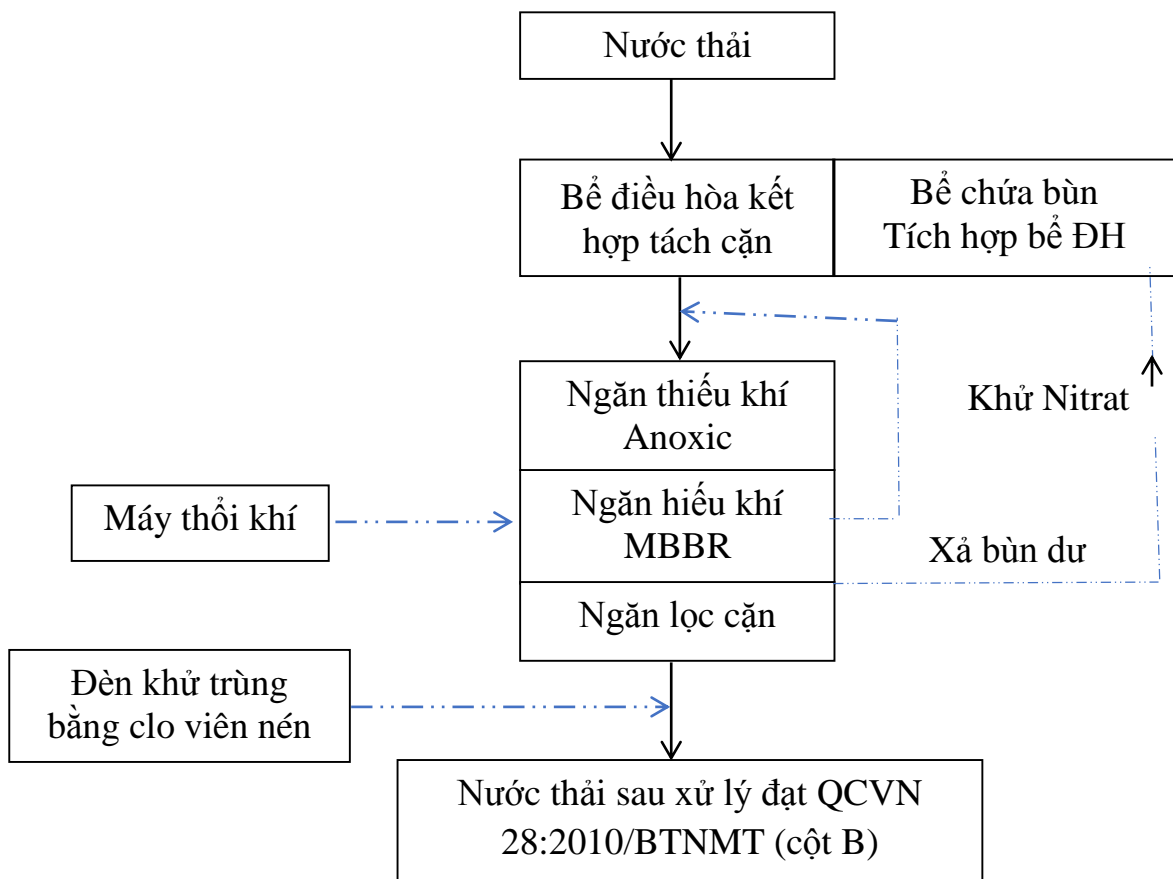 Nước thải
Bể điều hòa kết
hợp tách cặn
Bể chứa bùn
Tích hợp bể ĐH
Ngăn thiếu khí
Anoxic
Khử Nitrat
Máy thổi khí
Ngăn hiếu khí
MBBR
Xả bùn dư
Ngăn lọc cặn
Đèn khử trùng
bằng clo viên nén
Nước thải sau xử lý đạt QCVN
28:2010/BTNMT (cột B)